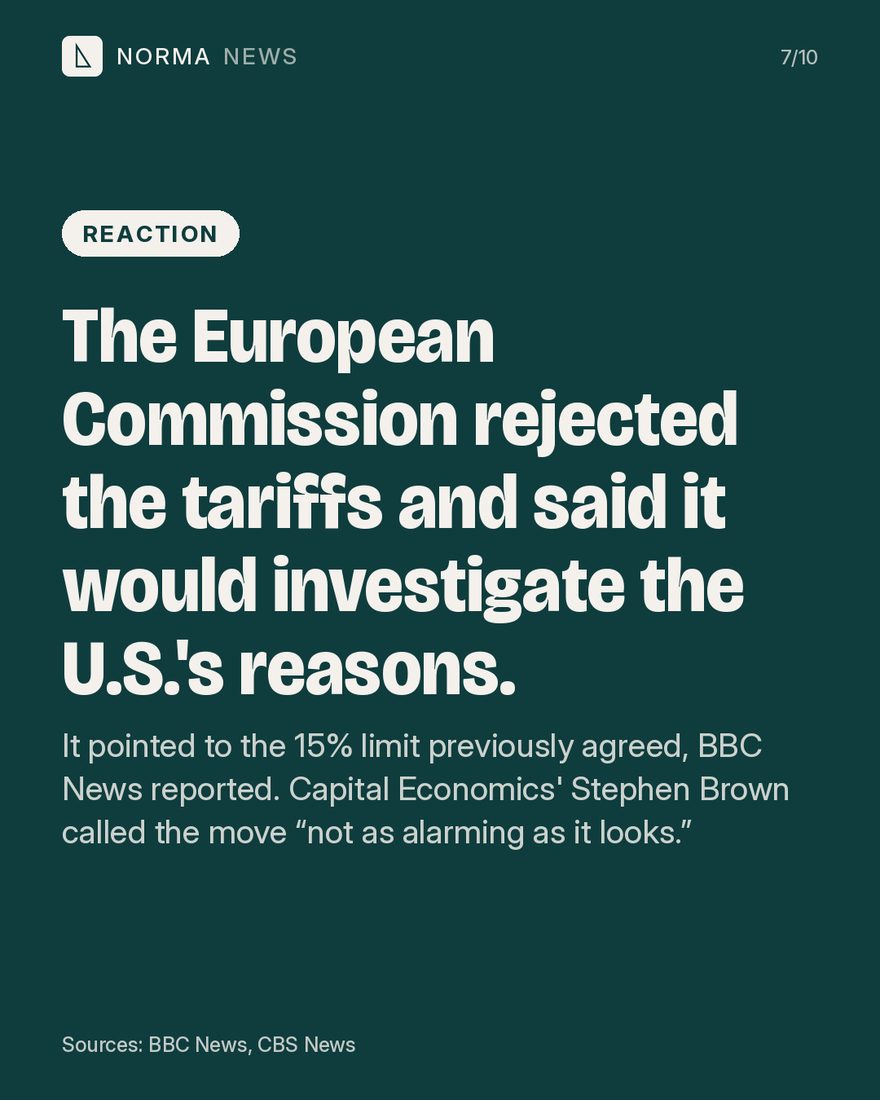 NORMA NEWS
7/10
REACTION
The European
Commission rejected
the tariffs and said it
would investigate the
U.S.'s reasons.
It pointed to the 15% limit previously agreed, BBC
News reported. Capital Economics' Stephen Brown
called the move “not as alarming as it looks.”
Sources: BBC News, CBS News